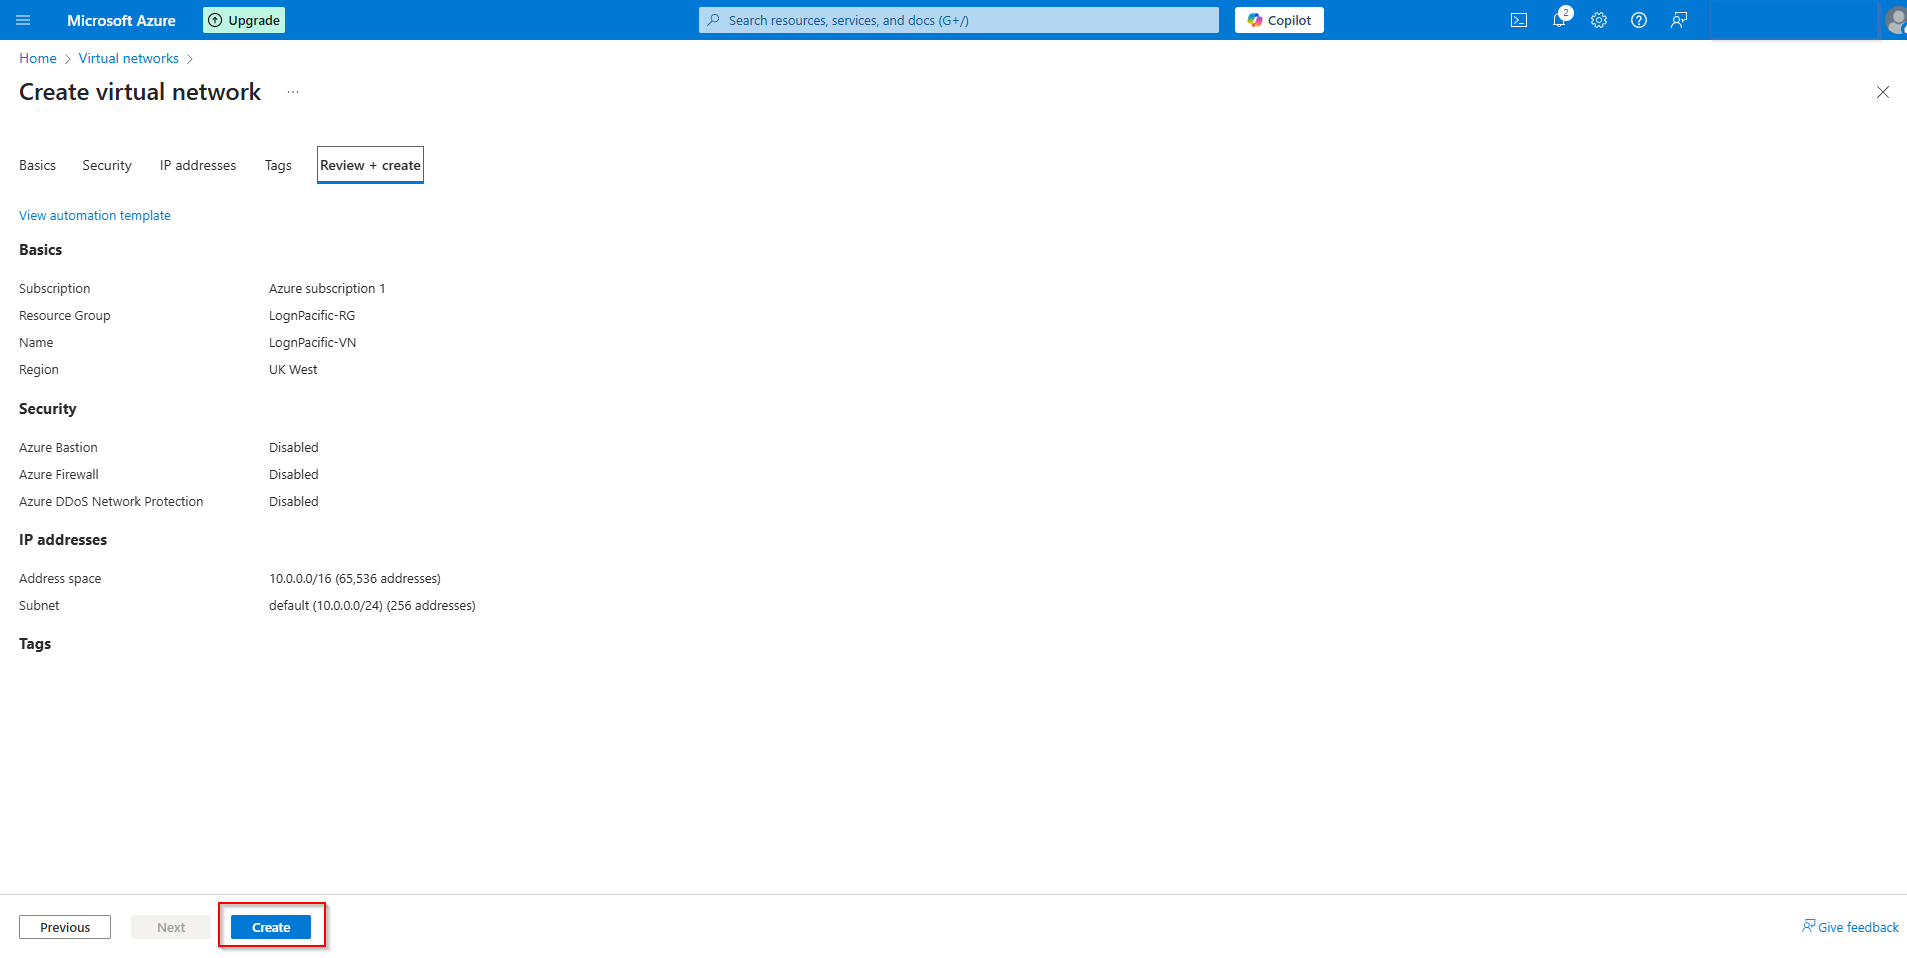 Microsoft Azure Upgrade Search resources, services, and docs (G+/) Copilot 2
Home > Virtual networks >
Create virtual network ...
Basics Security IP addresses Tags Review + create
View automation template
Basics
Subscription Azure subscription 1
Resource Group LognPacific-RG
Name LognPacific-VN
Region UK West
Security
Azure Bastion Disabled
Azure Firewall Disabled
Azure DDoS Network Protection Disabled
IP addresses
Address space 10.0.0.0/16 (65,536 addresses)
Subnet default (10.0.0.0/24) (256 addresses)
Tags
Previous Next Create Give feedback